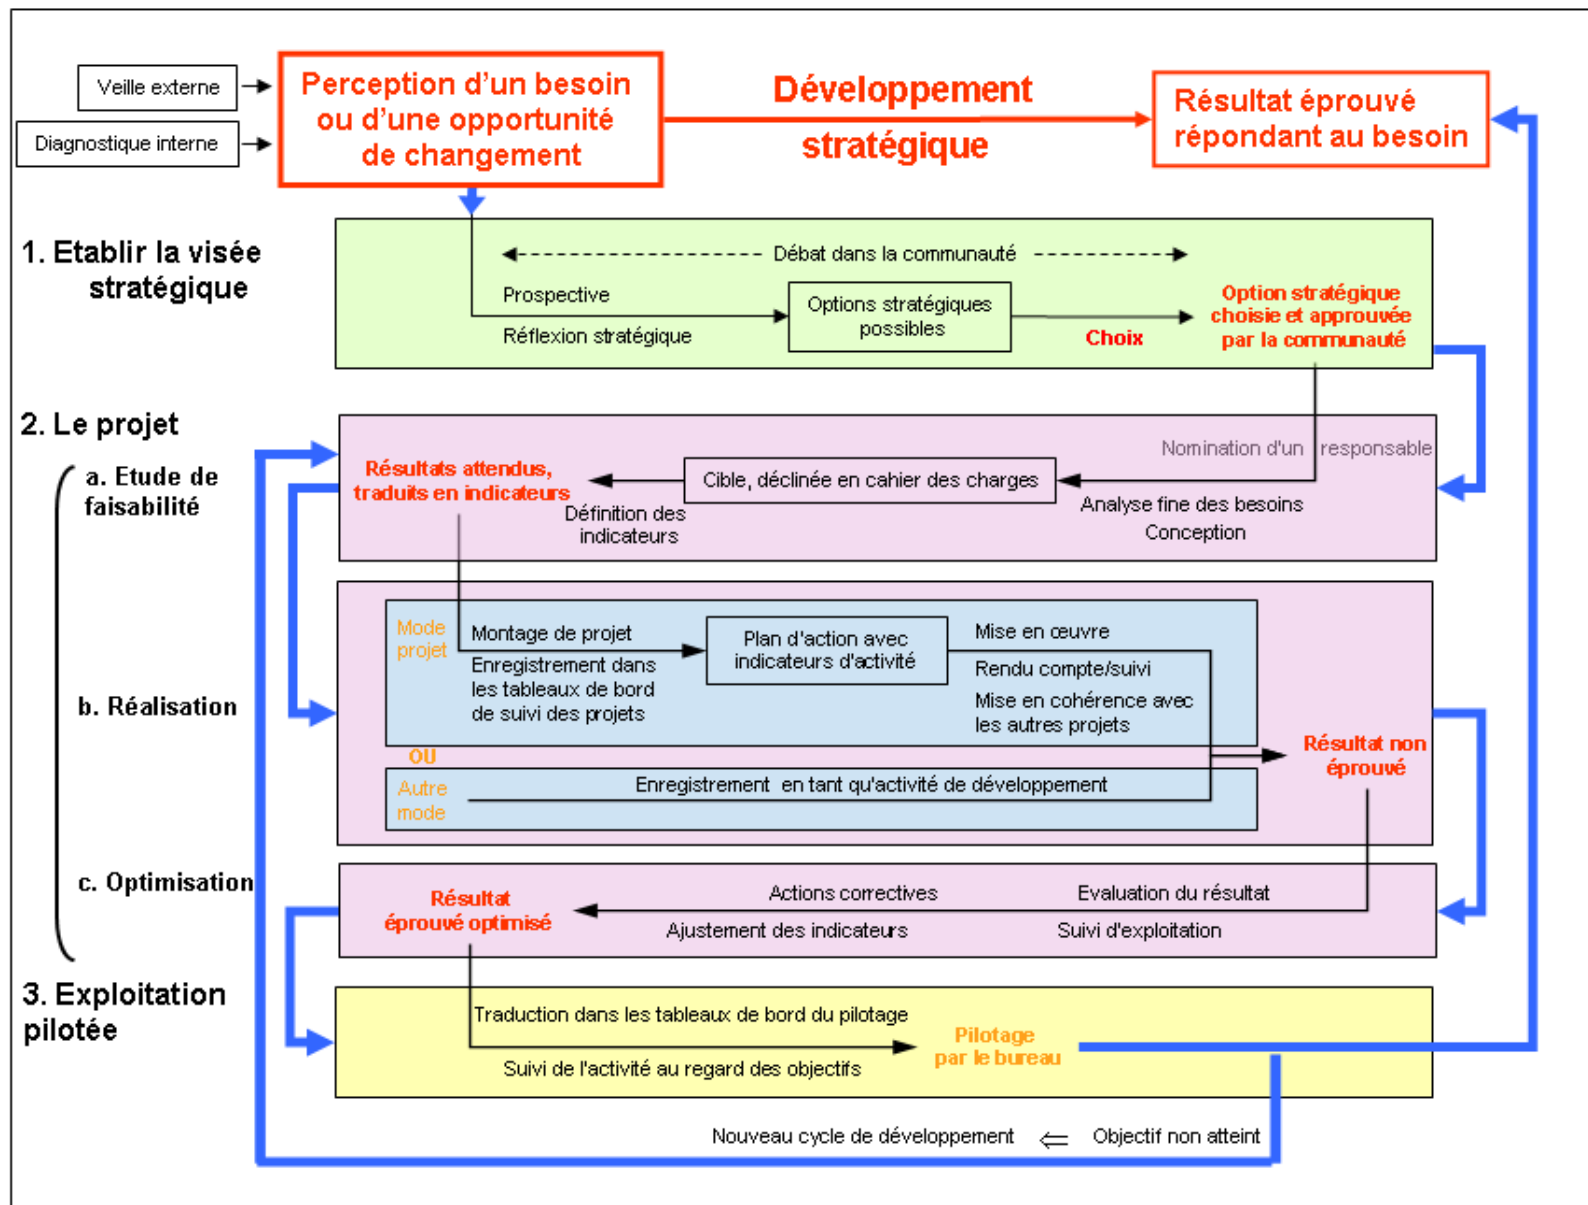 Veille externe
Diagnostique interne
Perception d'un besoin
ou d'une opportunité
de changement
Développement
stratégique
Résultat éprouvé
répondant au besoin
1. Etablir la visée
stratégique
Débat dans la communauté
Prospective
Réflexion stratégique
Options stratégiques
possibles
Choix
Option stratégique
choisie et approuvée
par la communauté
2. Le projet
a. Etude de
faisabilité
Nomination d'un responsable
Résultats attendus,
traduits en indicateurs
Cible, déclinée en cahier des charges
Définition des
indicateurs
Analyse fine des besoins
Conception
b. Réalisation
Mode
projet
Montage de projet
Enregistrement dans
les tableaux de bord
de suivi des projets
Plan d'action avec
indicateurs d'activité
Mise en œuvre
Rendu compte/suivi
Mise en cohérence avec
les autres projets
OU
Autre
mode
Enregistrement en tant qu'activité de développement
Résultat non
éprouvé
c. Optimisation
Résultat
éprouvé optimisé
Actions correctives
Ajustement des indicateurs
Evaluation du résultat
Suivi d'exploitation
3. Exploitation
pilotée
Traduction dans les tableaux de bord du pilotage
Suivi de l'activité au regard des objectifs
Pilotage
par le bureau
Nouveau cycle de développement ⇐ Objectif non atteint